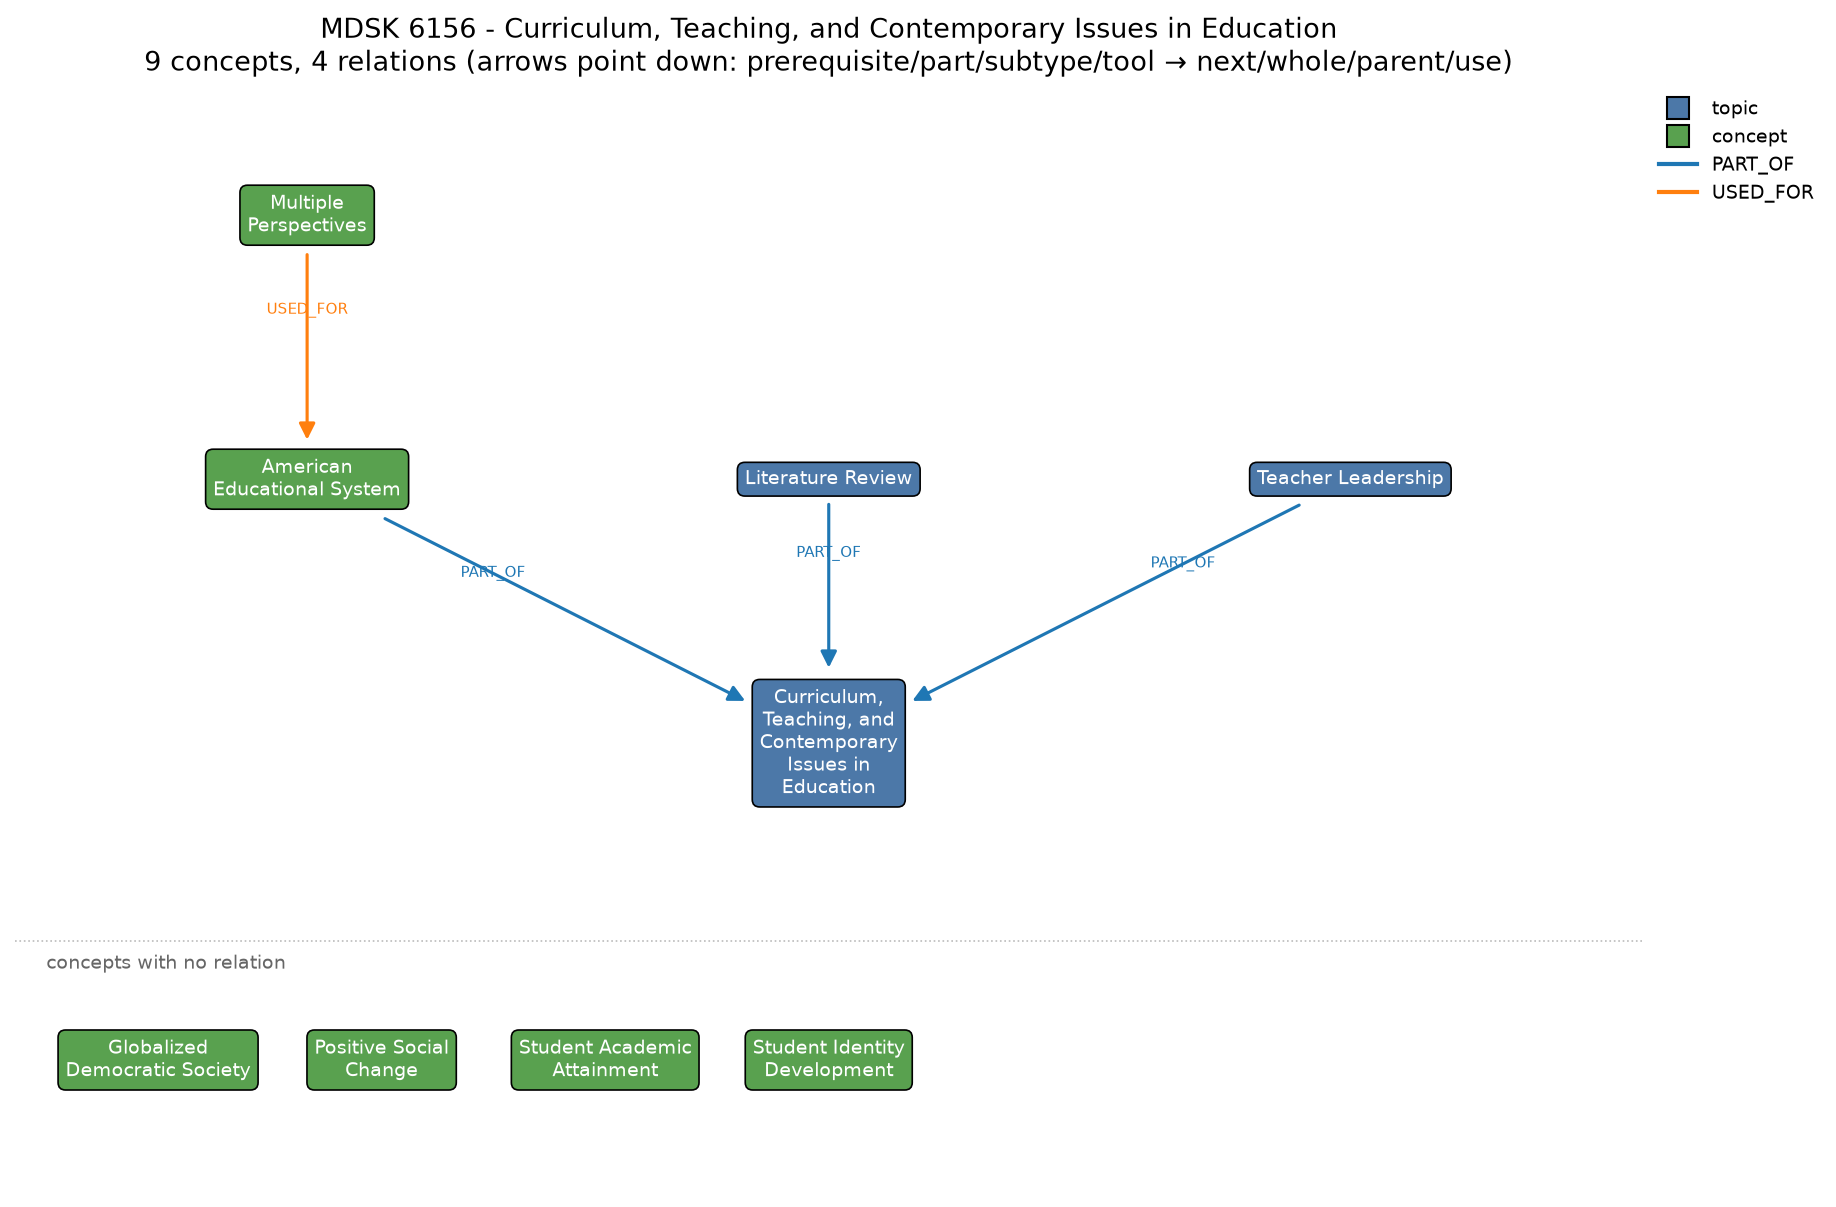 MDSK 6156 - Curriculum, Teaching, and Contemporary Issues in Education
9 concepts, 4 relations (arrows point down: prerequisite/part/subtype/tool → next/whole/parent/use)
topic
concept
PART_OF
USED_FOR
Multiple
Perspectives
USED_FOR
American
Educational System
Literature Review
Teacher Leadership
PART_OF
PART_OF
PART_OF
Curriculum,
Teaching, and
Contemporary
Issues in
Education
concepts with no relation
Globalized
Democratic Society
Positive Social
Change
Student Academic
Attainment
Student Identity
Development